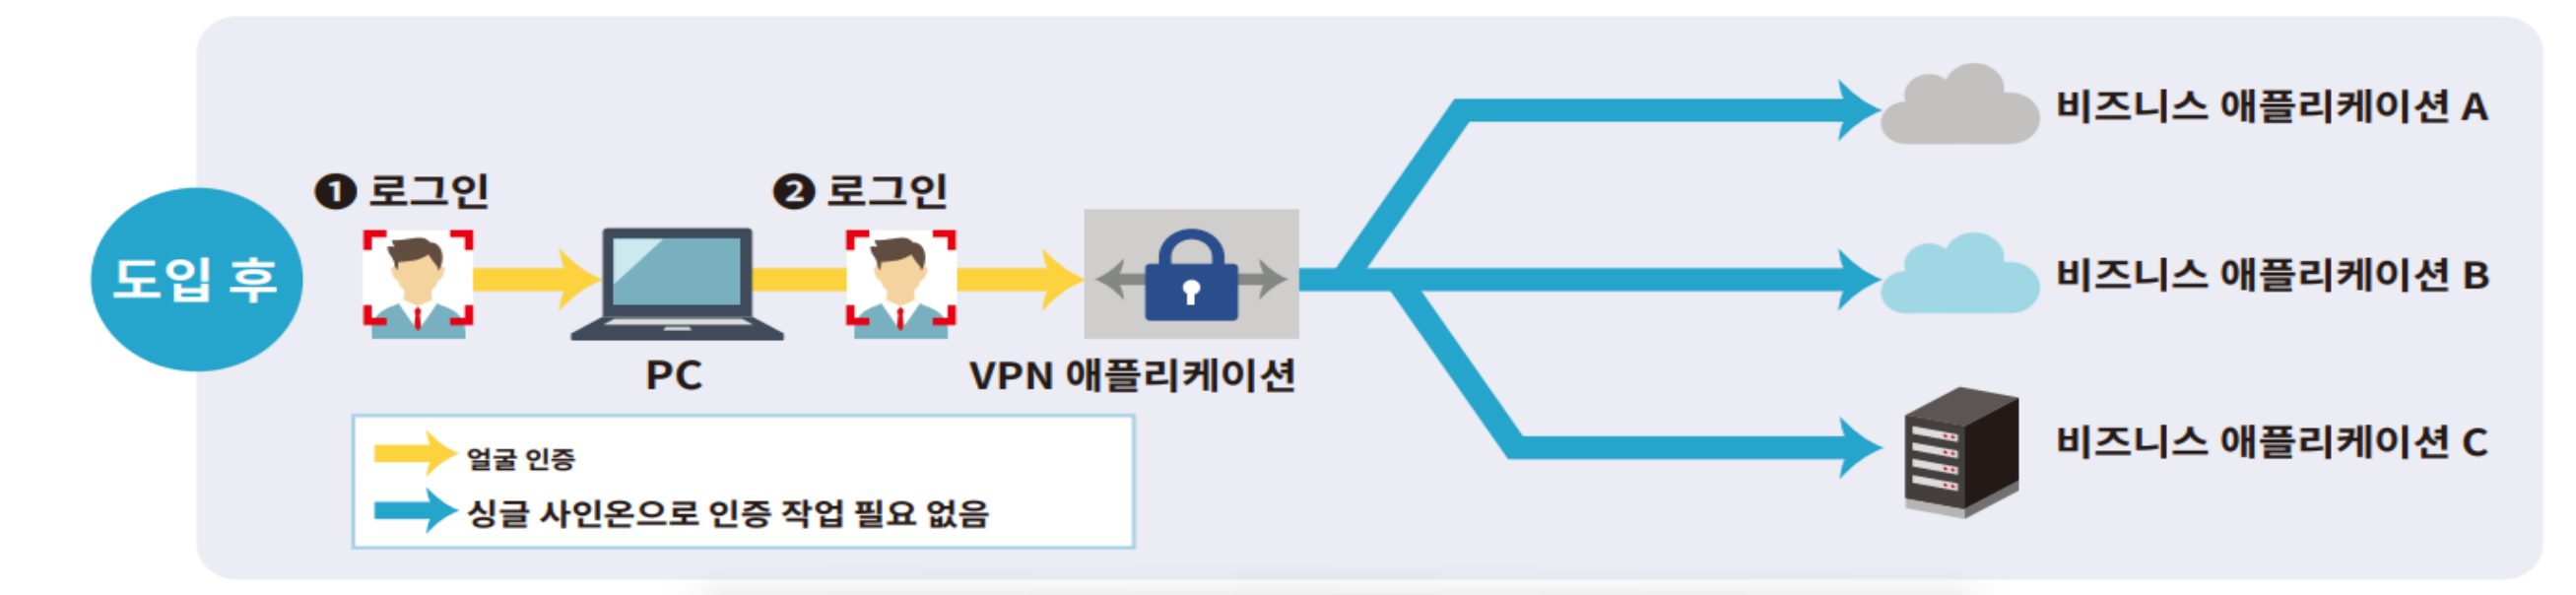 도입 후
❶ 로그인
❷ 로그인
PC
VPN 애플리케이션
비즈니스 애플리케이션 A
비즈니스 애플리케이션 B
비즈니스 애플리케이션 C
얼굴 인증
싱글 사인온으로 인증 작업 필요 없음